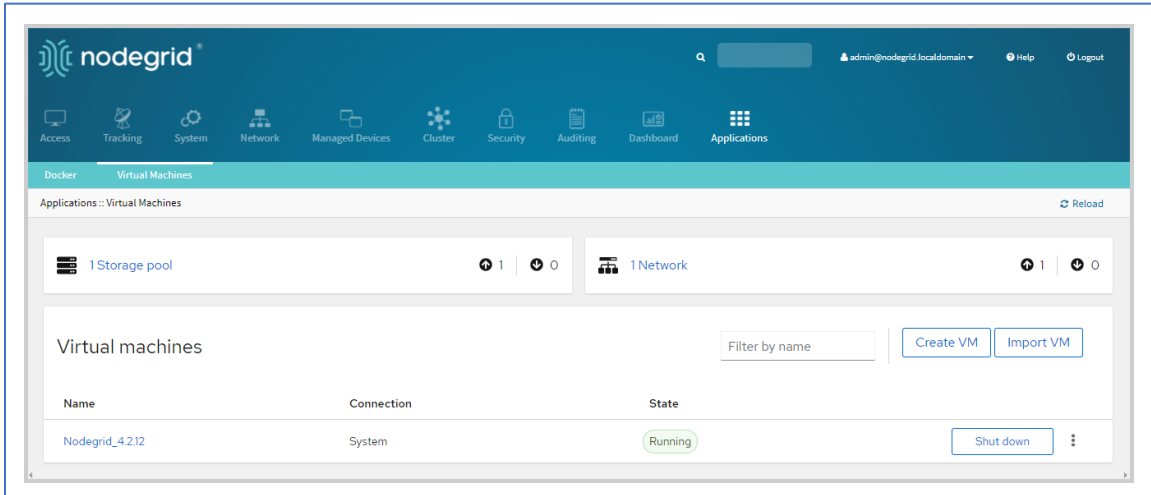 nodegrid®
admin@nodegrid.localdomain Help Logout
Access Tracking System Network Managed Devices Cluster Security Auditing Dashboard Applications
Docker Virtual Machines
Applications :: Virtual Machines Reload
1 Storage pool 1 0 1 Network 1 0
Virtual machines Filter by name Create VM Import VM
Name Connection State
Nodegrid_4.2.12 System Running Shut down